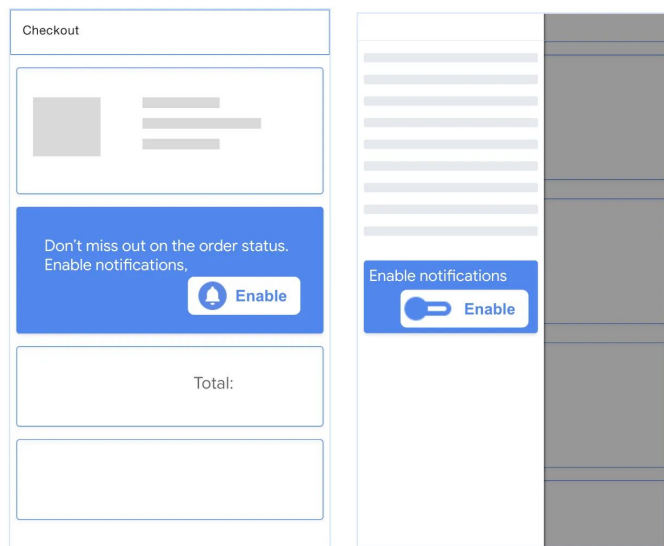 Checkout
Don't miss out on the order status.
Enable notifications,
Enable
Total:
Enable notifications
Enable